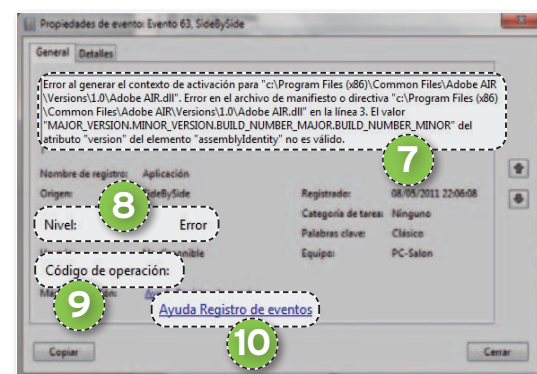 Propiedades de evento: Evento 63, SideBySide
General Detalles
Error al generar el contexto de activación para "c:\Program Files (x86)\Common Files\Adobe AIR
\Versions\1.0\Adobe AIR.dll". Error en el archivo de manifiesto o directiva "c:\Program Files (x86)
\Common Files\Adobe AIR\Versions\1.0\Adobe AIR.dll" en la línea 3. El valor
"MAJOR_VERSION.MINOR_VERSION.BUILD_NUMBER_MAJOR.BUILD_NUMBER_MINOR" del
atributo "version" del elemento "assemblyIdentity" no es válido.
7
Nombre de registro: Aplicación
Origen: SideBySide Registrado: 08/05/2011 22:06:08
8
Categoría de tarea: Ninguno
Nivel: Error
Palabras clave: Clásico
Equipo: PC-Salon
Código de operación:
9
Ayuda Registro de eventos
10
Copiar Cerrar